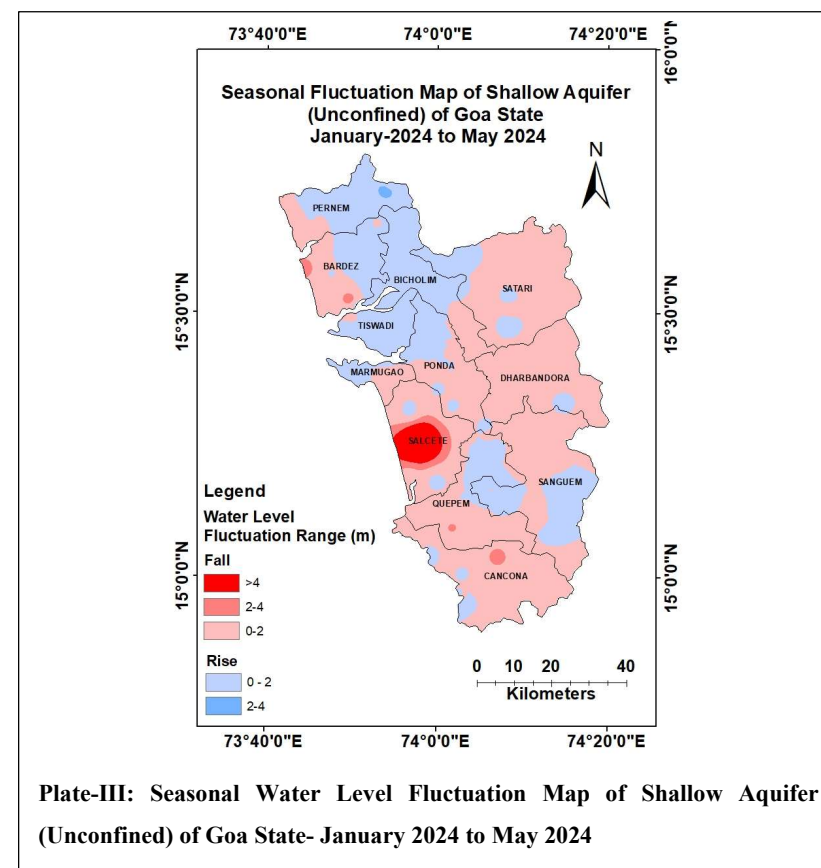 73°40'0"E 74°0'0"E 74°20'0"E
16°0'0"N
Seasonal Fluctuation Map of Shallow Aquifer
(Unconfined) of Goa State
January-2024 to May 2024
N
PERNEM
BARDEZ
BICHOLIM
SATARI
15°30'0"N 15°30'0"N
TISWADI
PONDA
MARMUGAO
DHARBANDORA
SALCETE
SANGUEM
QUEPEM
CANCONA
15°0'0"N 15°0'0"N
Legend
Water Level
Fluctuation Range (m)
Fall
>4
2-4
0-2
Rise
0 - 2
2-4
0 10 20 40
Kilometers
73°40'0"E 74°0'0"E 74°20'0"E
Plate-III: Seasonal Water Level Fluctuation Map of Shallow Aquifer
(Unconfined) of Goa State- January 2024 to May 2024